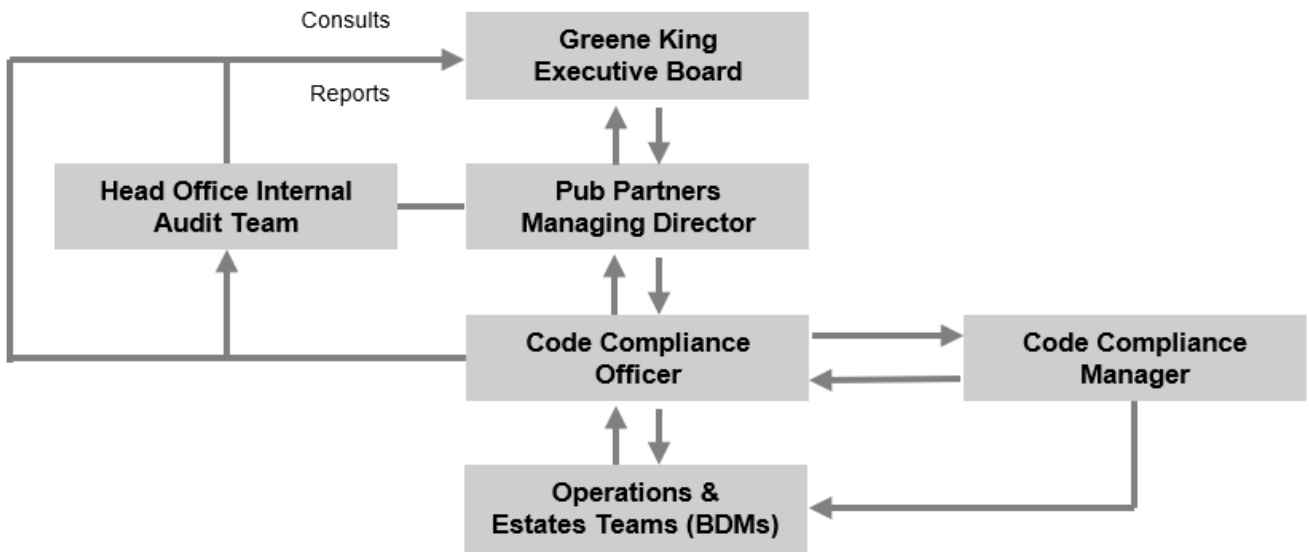 Consults
Greene King
Executive Board
Reports
Head Office Internal
Audit Team
Pub Partners
Managing Director
Code Compliance
Officer
Code Compliance
Manager
Operations &
Estates Teams (BDMs)